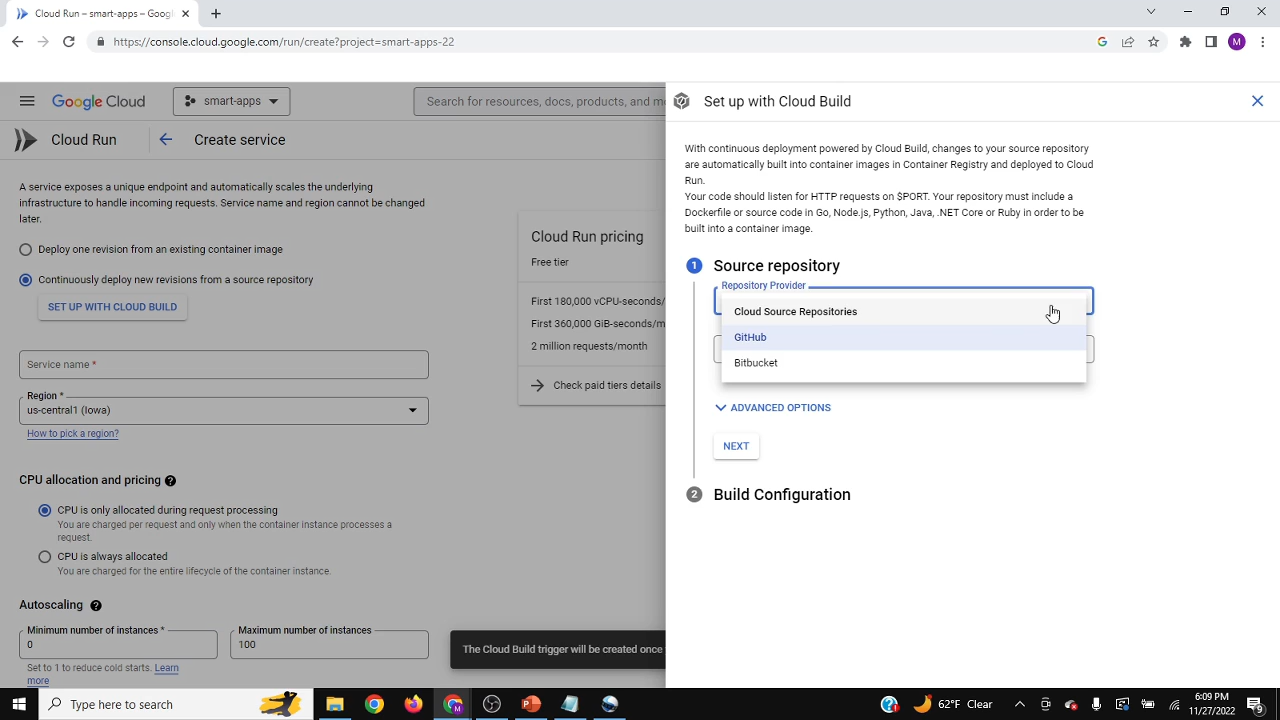 Cloud Run – smart-apps – Goog
https://console.cloud.google.com/run/create?project=smart-apps-22
G
M
Google Cloud
smart-apps
Search for resources, docs, products, and mo
Set up with Cloud Build
Cloud Run
Create service
A service exposes a unique endpoint and automatically scales the underlying
infrastructure to handle incoming requests. Service name and region cannot be changed
later.
Deploy one revision from an existing container image
Continuously deploy new revisions from a source repository
SET UP WITH CLOUD BUILD
Service name *
Region *
us-central1 (Iowa)
How to pick a region?
CPU allocation and pricing
CPU is only allocated during request processing
You are charged per request and only when the container instance processes a
request.
CPU is always allocated
You are charged for the entire lifecycle of the container instance.
Autoscaling
Minimum number of instances *
0
Maximum number of instances
100
Set to 1 to reduce cold starts. Learn
more
Cloud Run pricing
Free tier
First 180,000 vCPU-seconds/
First 360,000 GiB-seconds/m
2 million requests/month
Check paid tiers details
The Cloud Build trigger will be created once
With continuous deployment powered by Cloud Build, changes to your source repository
are automatically built into container images in Container Registry and deployed to Cloud
Run.
Your code should listen for HTTP requests on $PORT. Your repository must include a
Dockerfile or source code in Go, Node.js, Python, Java, .NET Core or Ruby in order to be
built into a container image.
1 Source repository
Repository Provider
Cloud Source Repositories
GitHub
Bitbucket
ADVANCED OPTIONS
NEXT
2 Build Configuration
Type here to search
62°F Clear
6:09 PM
11/27/2022